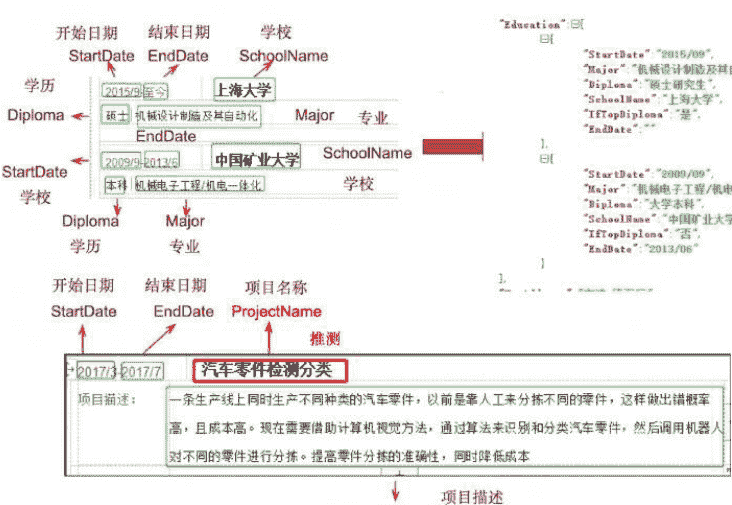 开始日期 结束日期 学校
StartDate EndDate SchoolName
学历 2015/9-至今 上海大学
Diploma 硕士 机械设计制造及其自动化 Major 专业
EndDate
StartDate 2009/9-2013/6 中国矿业大学 SchoolName
学校 本科 机械电子工程/机电一体化 学校
Diploma Major
学历 专业
"Education":[
"StartDate":"2015/09",
"Major":"机械设计制造及其自
"Diploma":"硕士研究生",
"SchoolName":"上海大学",
"IfTopDiploma":"是",
"EndDate":""
},
"StartDate":"2009/09",
"Major":"机械电子工程/机电
"Diploma":"大学本科",
"SchoolName":"中国矿业大学
"IfTopDiploma":"否",
"EndDate":"2013/06"
}
],
开始日期 结束日期 项目名称
StartDate EndDate ProjectName
推测
2017/3-2017/7 汽车零件检测分类
项目描述: 一条生产线上同时生产不同种类的汽车零件,以前是靠人工来分拣不同的零件,这样做出错概率
高,且成本高。现在需要借助计算机视觉方法,通过算法来识别和分类汽车零件,然后调用机器人
对不同的零件进行分拣。提高零件分拣的准确性,同时降低成本
项目描述